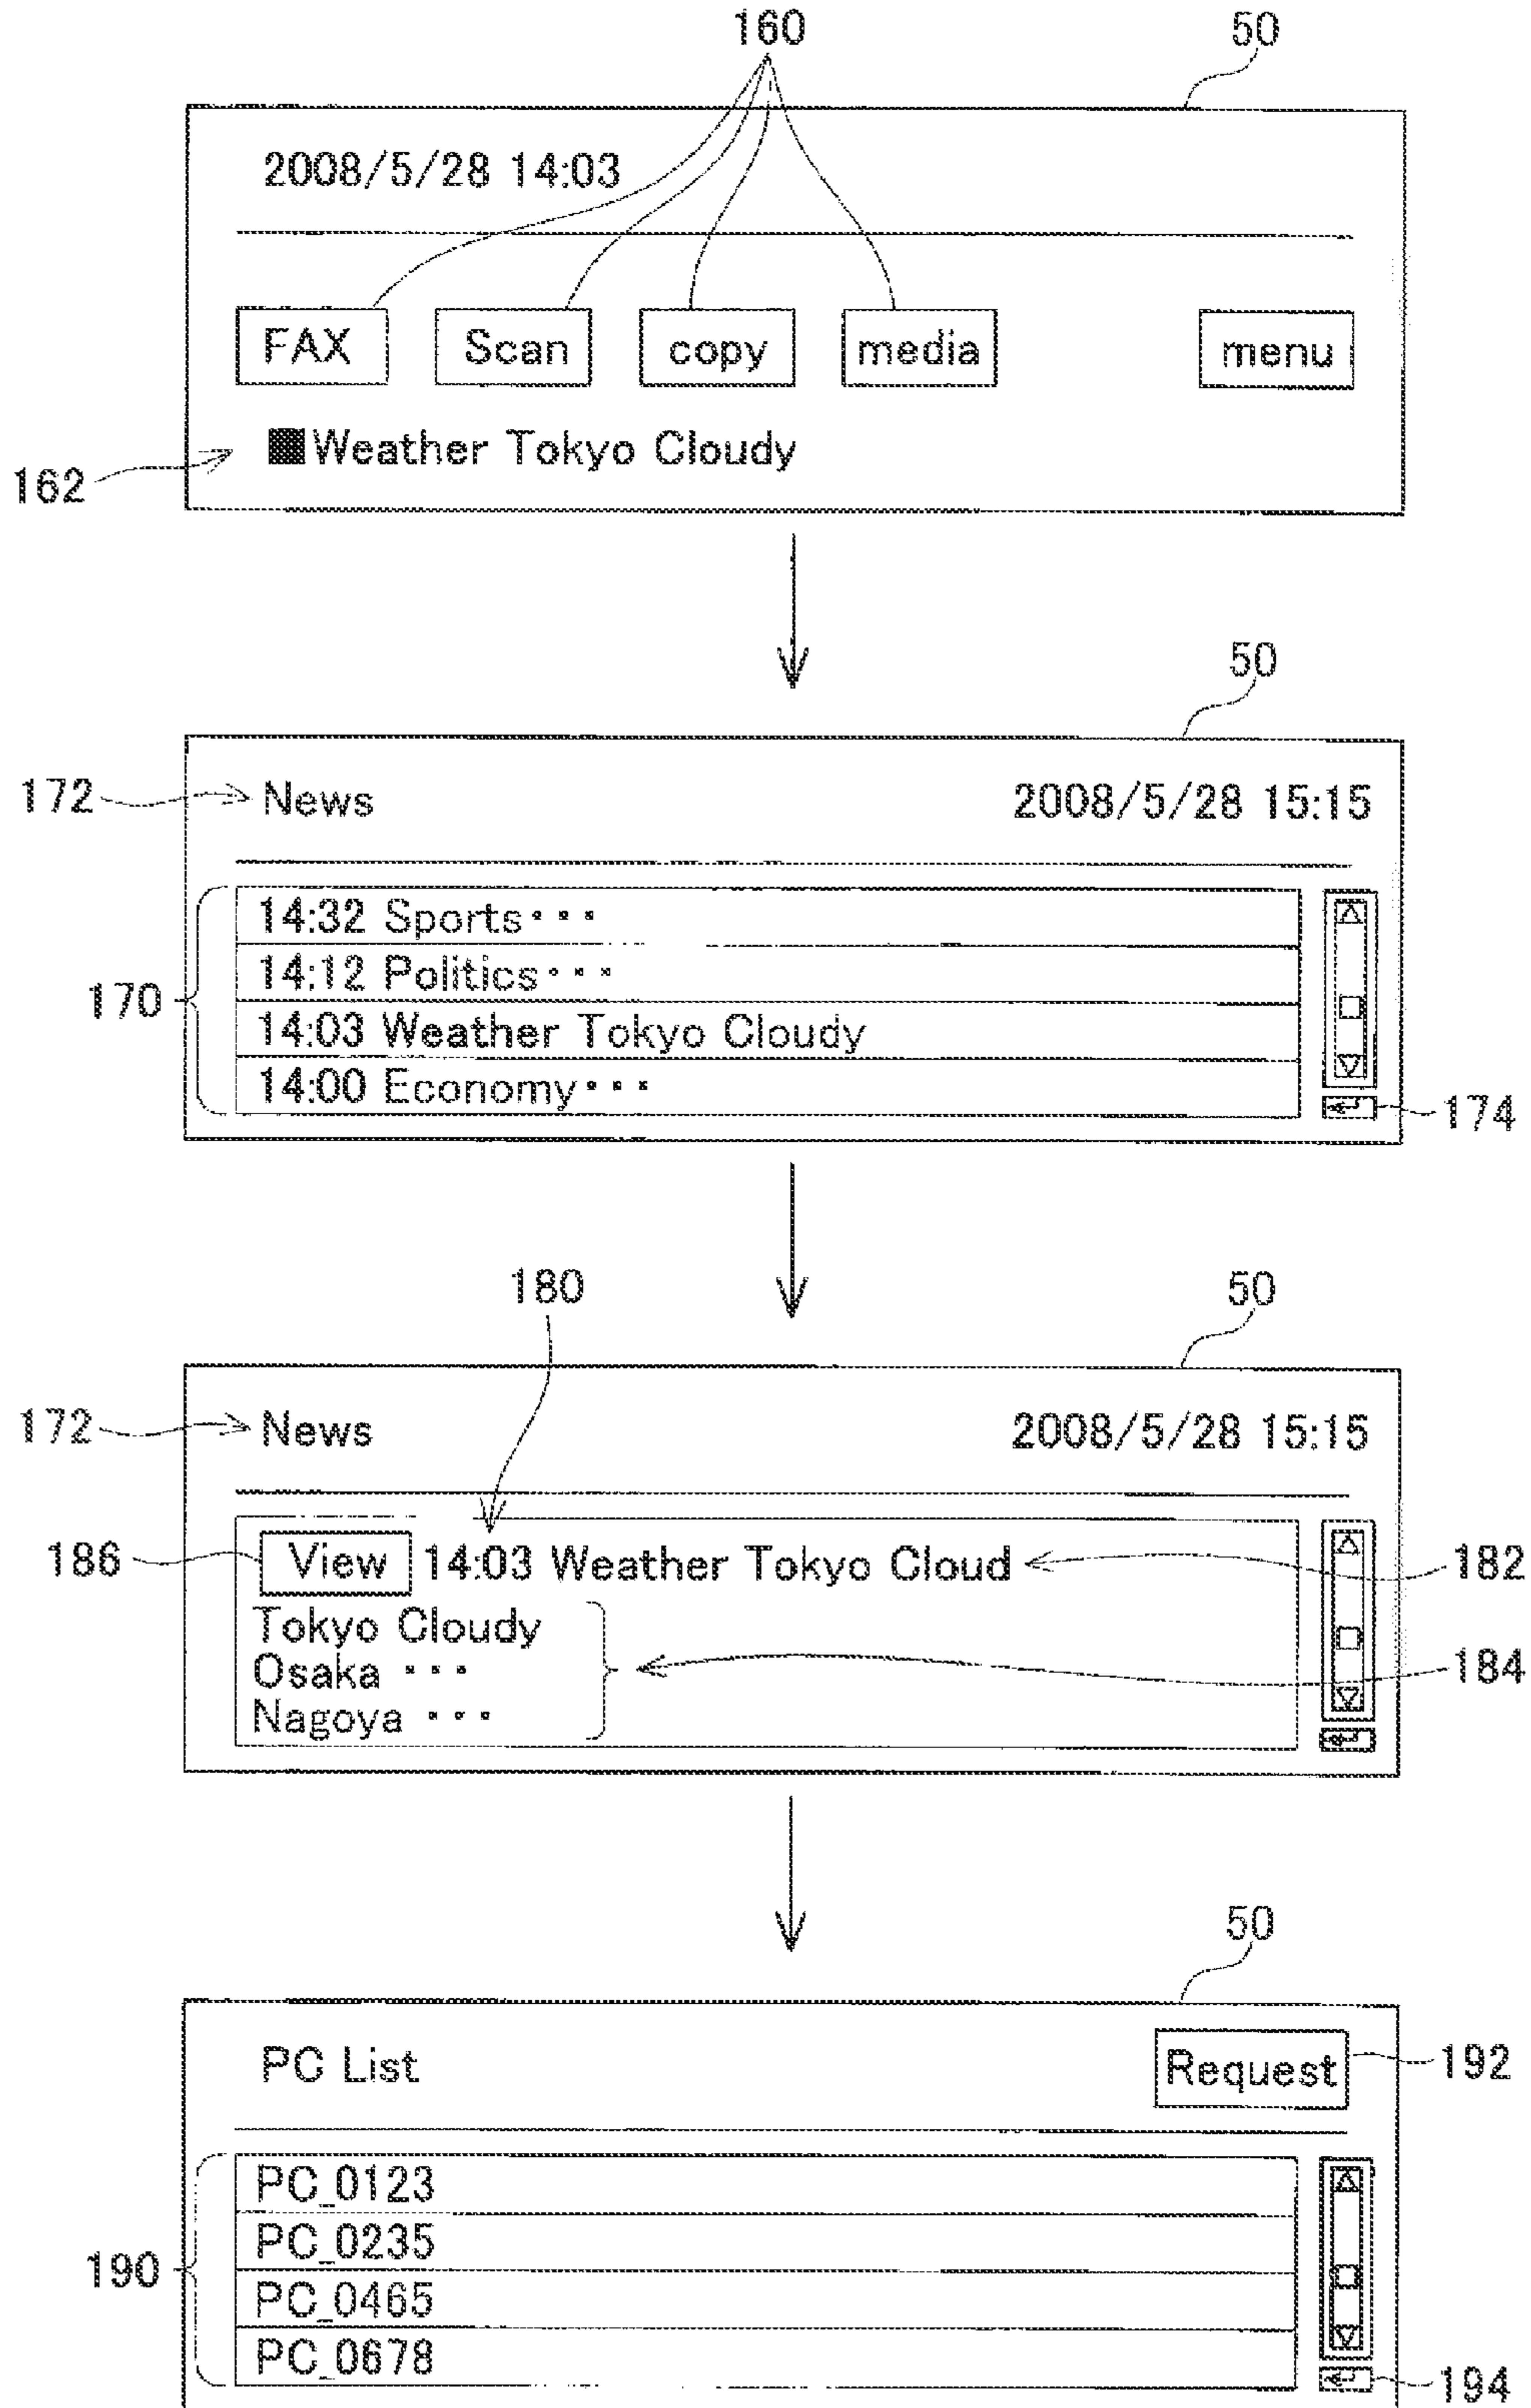 160
50
2008/5/28 14:03
FAX Scan copy media menu
■Weather Tokyo Cloudy
162
50
172 News 2008/5/28 15:15
14:32 Sports・・・
14:12 Politics・・・
170
14:03 Weather Tokyo Cloudy
14:00 Economy・・・
174
180
50
172 News 2008/5/28 15:15
186 View 14:03 Weather Tokyo Cloud 182
Tokyo Cloudy
Osaka ・・・ 184
Nagoya ・・・
50
PC List Request 192
PC_0123
PC_0235
190
PC_0465
PC_0678
194